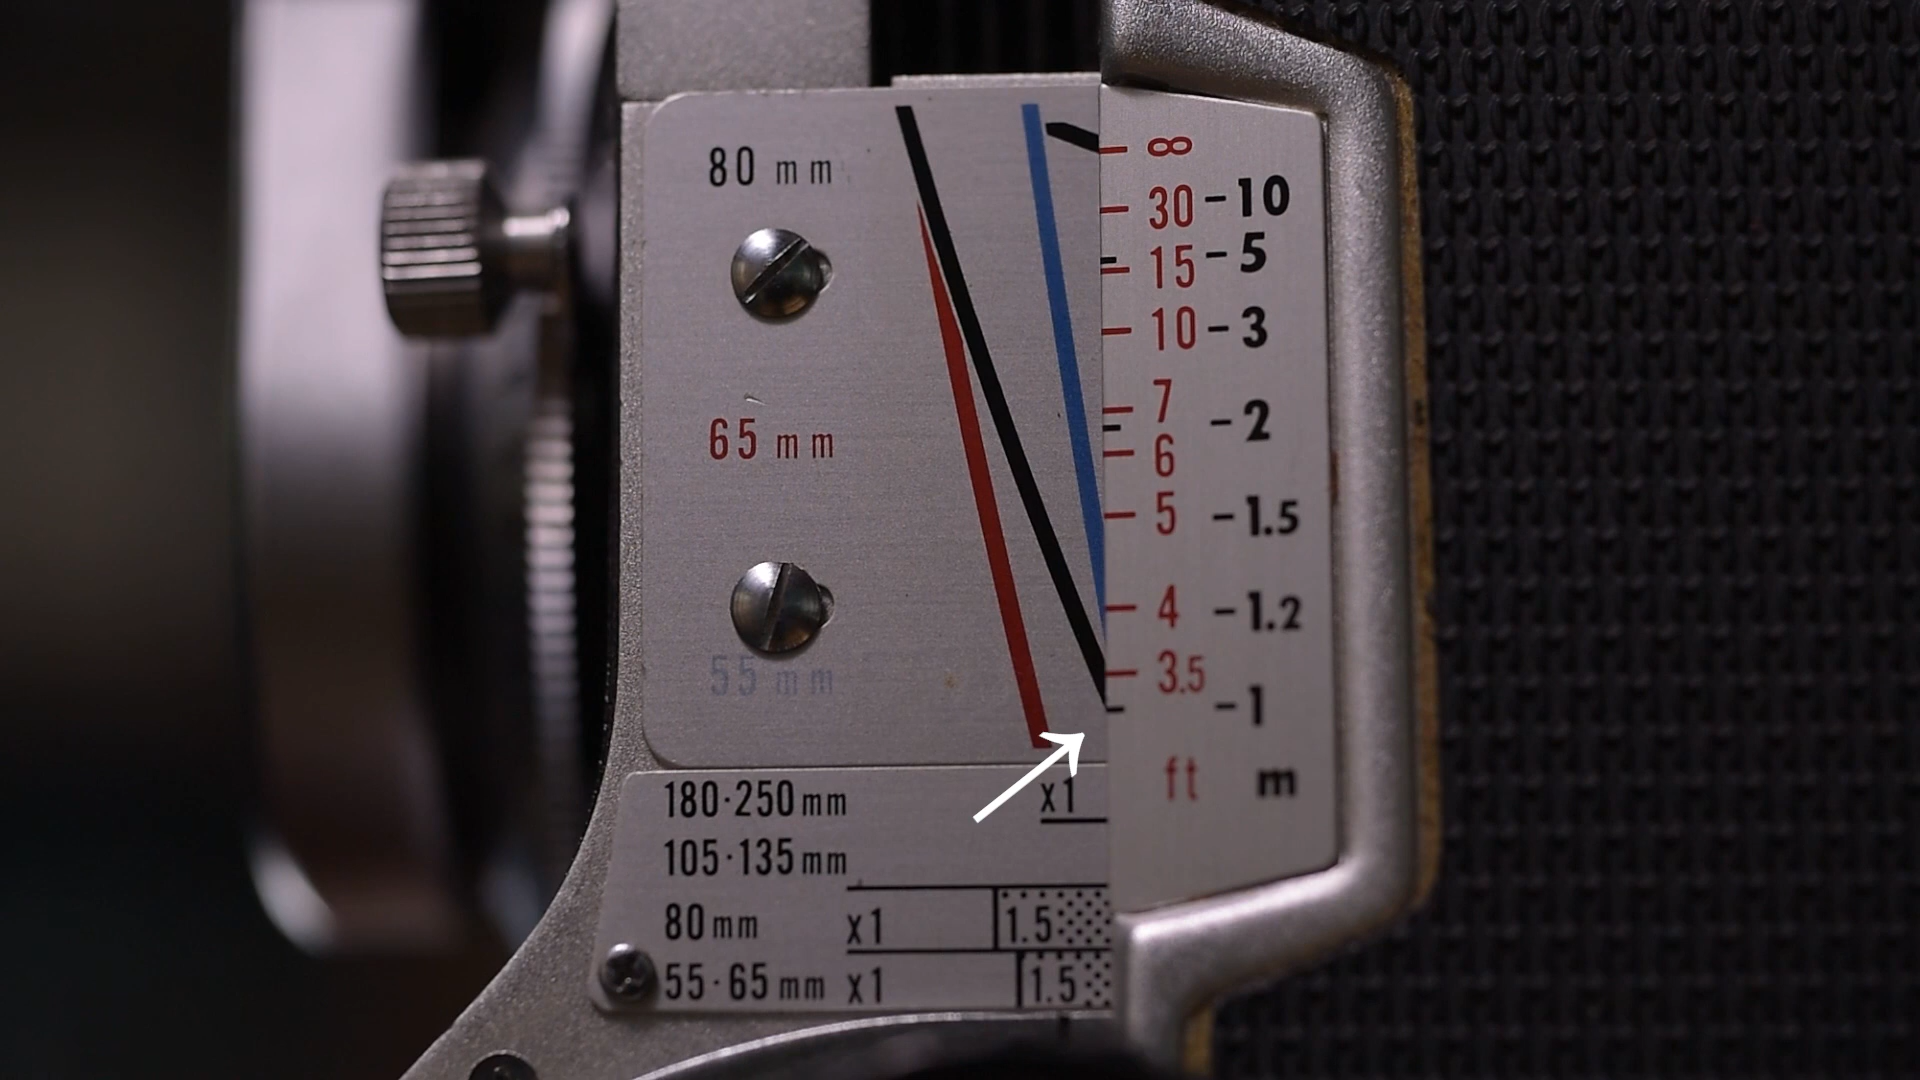 80 mm
65 mm
55 mm
∞
30 -10
15 - 5
10 - 3
7
- 2
6
5 - 1.5
4 - 1.2
3.5
- 1
ft m
180·250mm x1
105·135mm
80mm x1 1.5
55·65mm x1 1.5